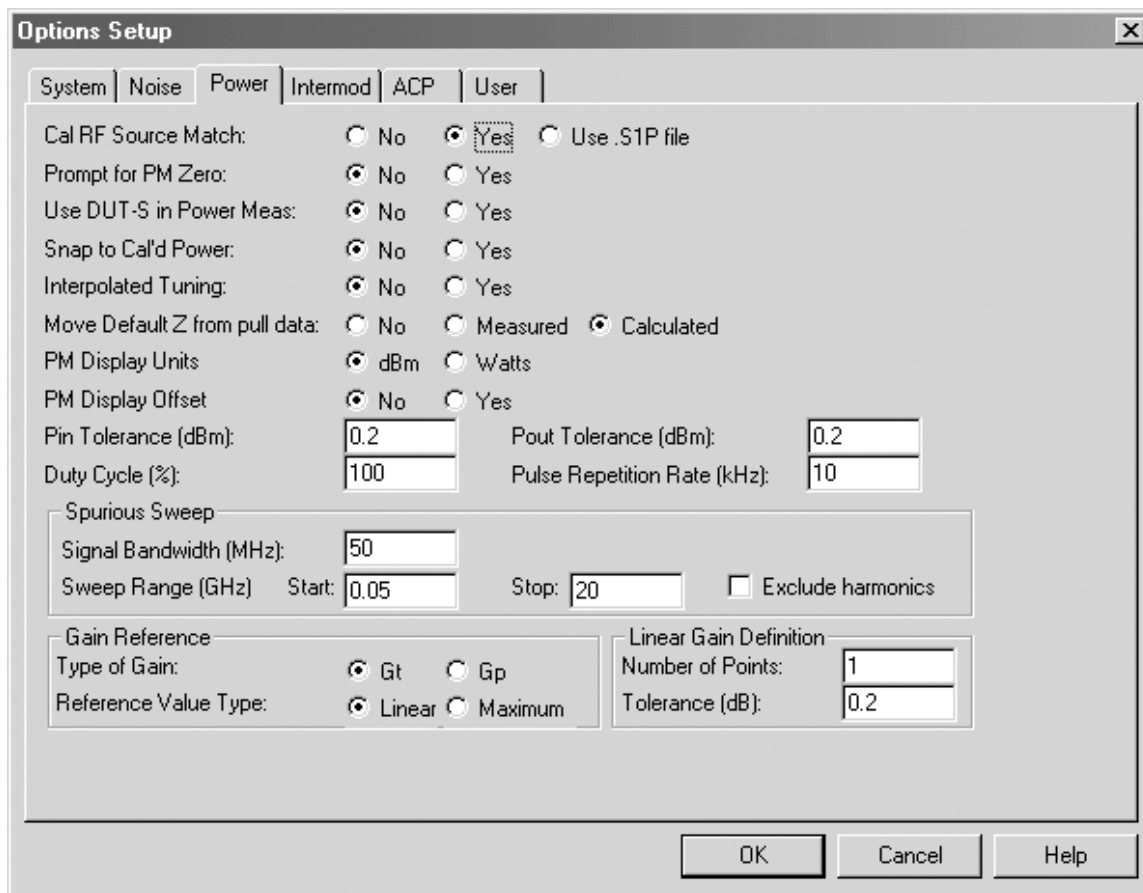 Options Setup
System Noise Power Intermod ACP User
Cal RF Source Match: No Yes Use .S1P file
Prompt for PM Zero: No Yes
Use DUT-S in Power Meas: No Yes
Snap to Cal'd Power: No Yes
Interpolated Tuning: No Yes
Move Default Z from pull data: No Measured Calculated
PM Display Units dBm Watts
PM Display Offset No Yes
Pin Tolerance (dBm): 0.2 Pout Tolerance (dBm): 0.2
Duty Cycle (%): 100 Pulse Repetition Rate (kHz): 10
Spurious Sweep
Signal Bandwidth (MHz): 50
Sweep Range (GHz) Start: 0.05 Stop: 20 Exclude harmonics
Gain Reference Linear Gain Definition
Type of Gain: Gt Gp Number of Points: 1
Reference Value Type: Linear Maximum Tolerance (dB): 0.2
OK Cancel Help